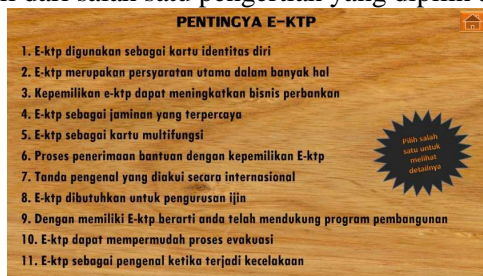 PENTINGYA E-KTP
1. E-ktp digunakan sebagai kartu identitas diri
2. E-ktp merupakan persyaratan utama dalam banyak hal
3. Kepemilikan e-ktp dapat meningkatkan bisnis perbankan
4. E-ktp sebagai jaminan yang terpercaya
5. E-ktp sebagai kartu multifungsi
6. Proses penerimaan bantuan dengan kepemilikan E-ktp
7. Tanda pengenal yang diakui secara internasional
8. E-ktp dibutuhkan untuk pengurusan ijin
9. Dengan memiliki E-ktp berarti anda telah mendukung program pembangunan
10. E-ktp dapat mempermudah proses evakuasi
11. E-ktp sebagai pengenal ketika terjadi kecelakaan
Pilih salah
satu untuk
melihat
detailnya